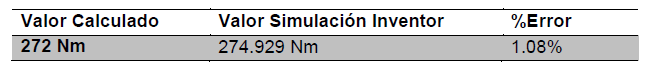 Valor Calculado Valor Simulación Inventor %Error
272 Nm 274.929 Nm 1.08%